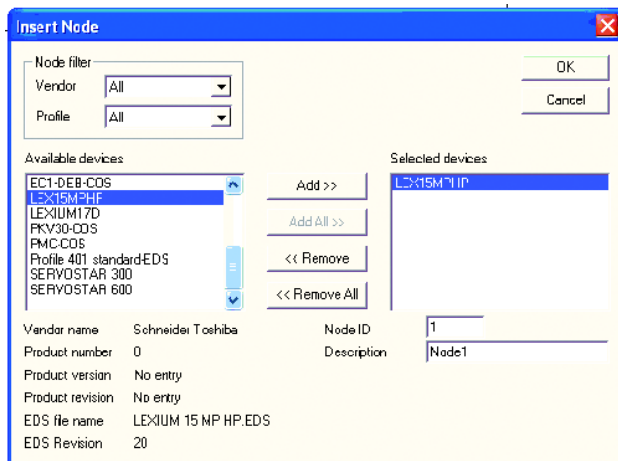 Insert Node
Node filter
Vendor All
Profile All
OK
Cancel
Available devices
EC1-DEB-COS
LEX15MPHP
LEXIUM17D
PKV30-COS
PMC-COS
Profile 401 standard-EDS
SERVOSTAR 300
SERVOSTAR 600
Add >>
Add All >>
<< Remove
<< Remove All
Selected devices
LEX15MPHP
Vendor name Schneider Toshiba
Product number 0
Product version No entry
Product revision No entry
EDS file name LEXIUM 15 MP HP.EDS
EDS Revision 20
Node ID 1
Description Node1